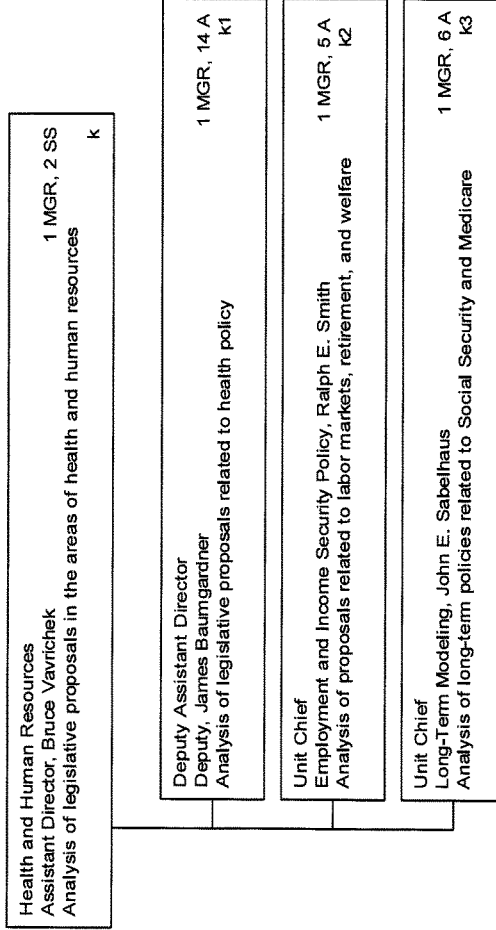 Health and Human Resources
Assistant Director, Bruce Vavrichek 1 MGR, 2 SS
Analysis of legislative proposals in the areas of health and human resources k
Deputy Assistant Director
Deputy, James Baumgardner 1 MGR, 14 A
Analysis of legislative proposals related to health policy k1
Unit Chief
Employment and Income Security Policy, Ralph E. Smith 1 MGR, 5 A
Analysis of proposals related to labor markets, retirement, and welfare k2
Unit Chief
Long-Term Modeling, John E. Sabelhaus 1 MGR, 6 A
Analysis of long-term policies related to Social Security and Medicare k3